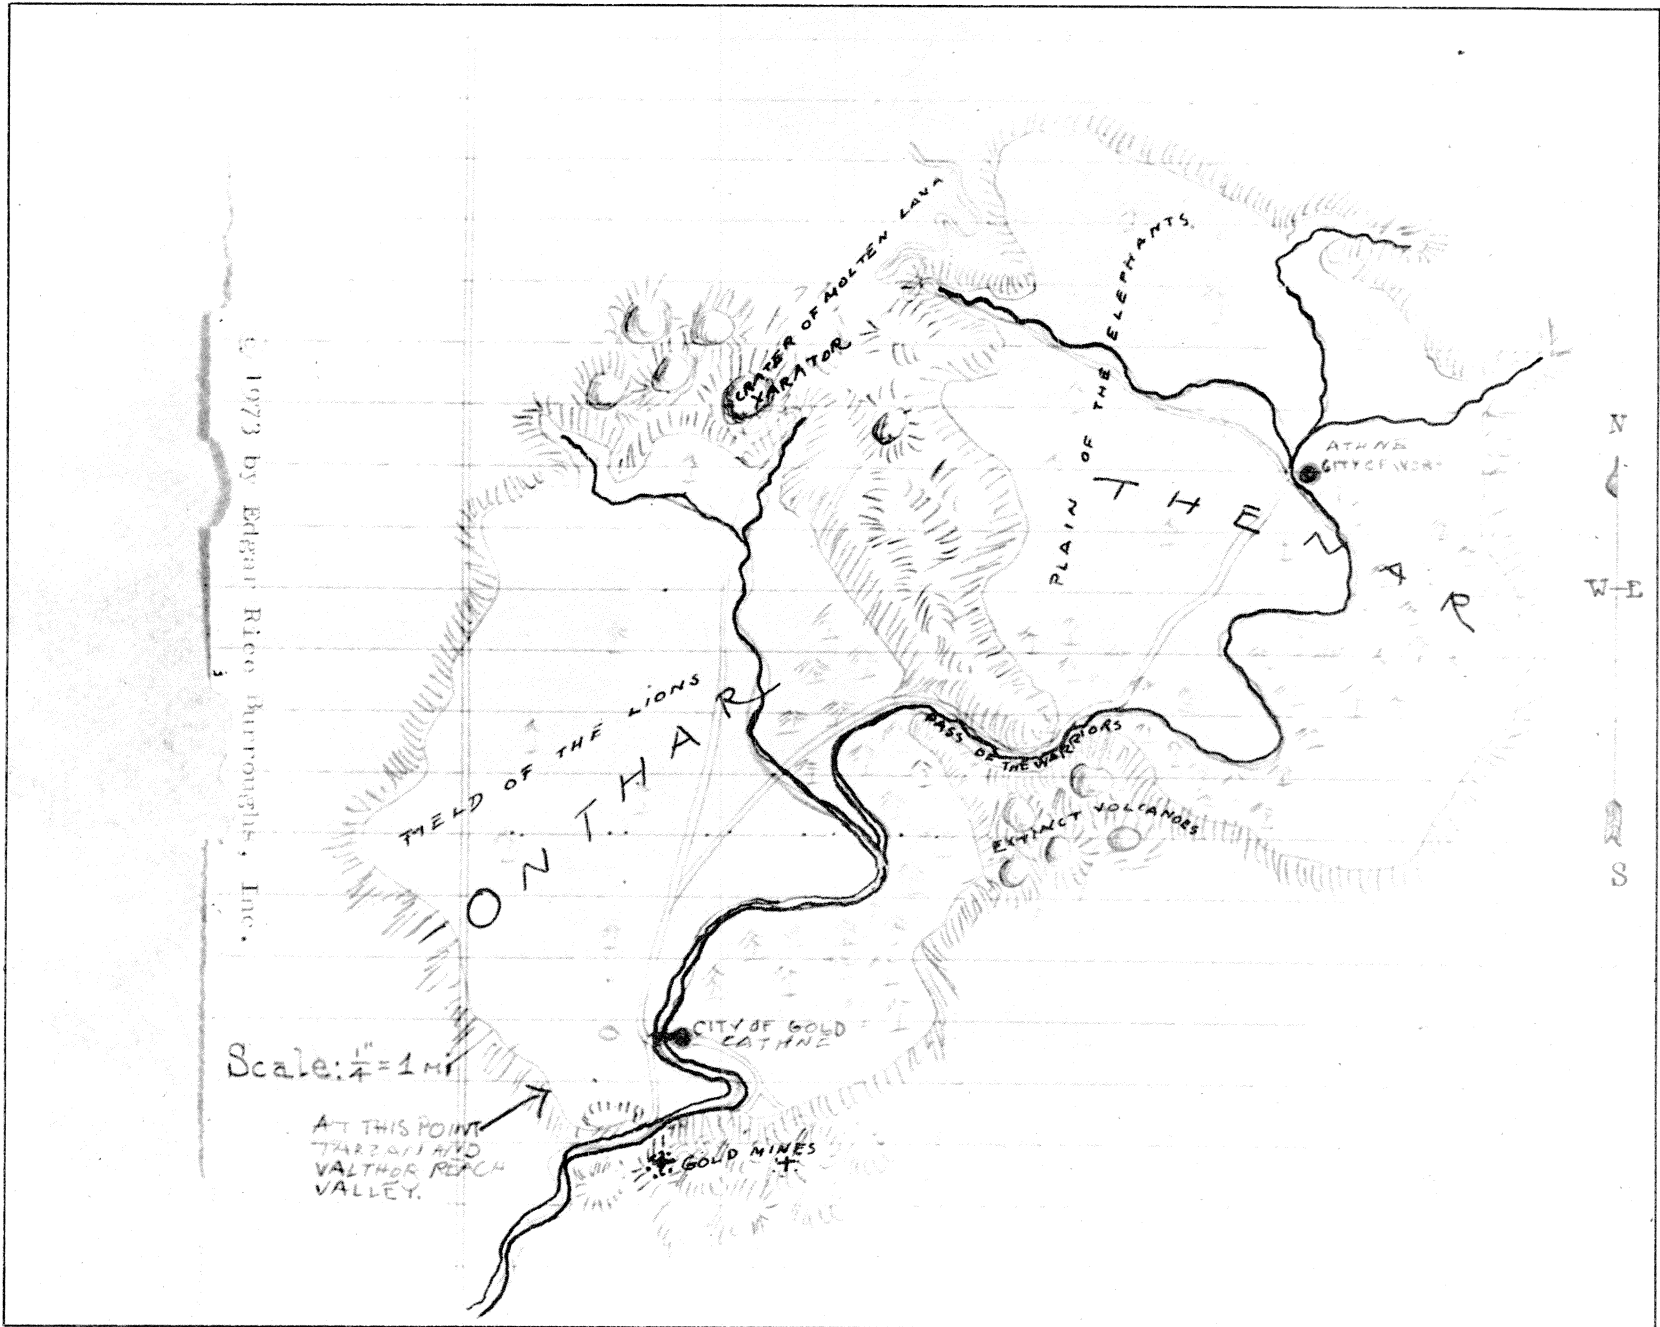 CRATER OF MOLTEN LAVA
XARATOR
PLAIN OF THE ELEPHANTS.
ATHNE
CITY OF
THENAR
N
W-E
S
FIELD OF THE LIONS
ONTHAR
PASS OF THE WARRIORS
EXTINCT VOLCANOES
CITY OF GOLD
CATHNE
Scale: 1/4" = 1 Mi
AT THIS POINT
TARZAN AND
VALTHOR REACH
VALLEY.
GOLD MINES
© 1973 by Edgar Rice Burroughs, Inc.